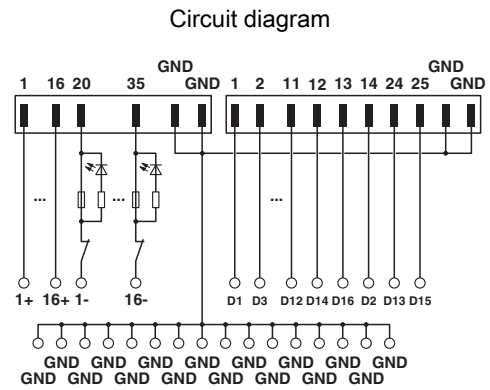 Circuit diagram
GND GND
1 16 20 35 GND 1 2 11 12 13 14 24 25 GND
... ... ...
1+ 16+ 1- 16- D1 D3 D12 D14 D16 D2 D13 D15
GND GND GND GND GND GND GND GND
GND GND GND GND GND GND GND GND